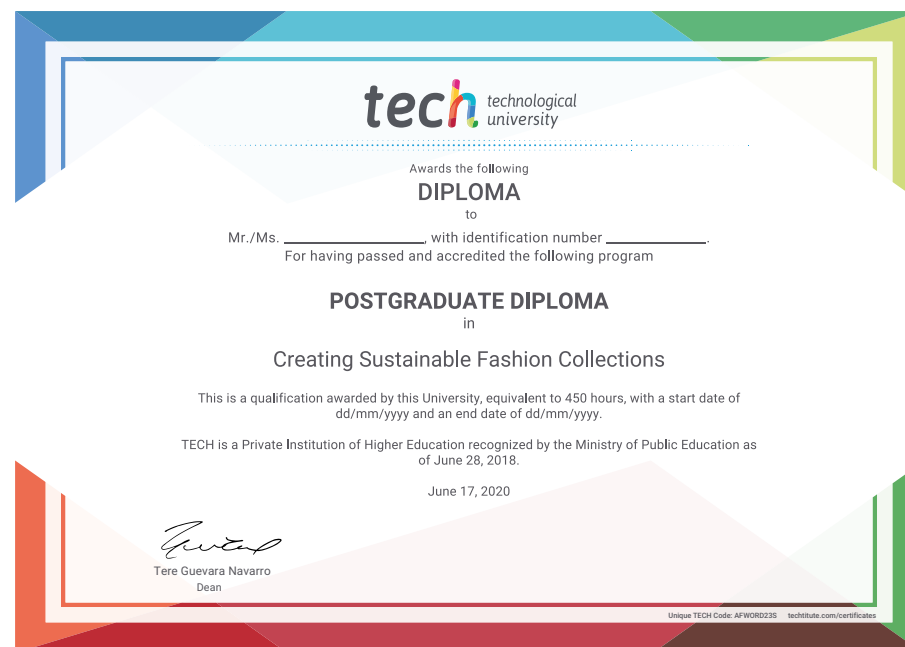 tech technological
university
Awards the following
DIPLOMA
to
Mr./Ms. ____________, with identification number ____________.
For having passed and accredited the following program
POSTGRADUATE DIPLOMA
in
Creating Sustainable Fashion Collections
This is a qualification awarded by this University, equivalent to 450 hours, with a start date of
dd/mm/yyyy and an end date of dd/mm/yyyy.
TECH is a Private Institution of Higher Education recognized by the Ministry of Public Education as
of June 28, 2018.
June 17, 2020
Tere Guevara Navarro
Dean
Unique TECH Code: AFWORD23S techtitute.com/certificates